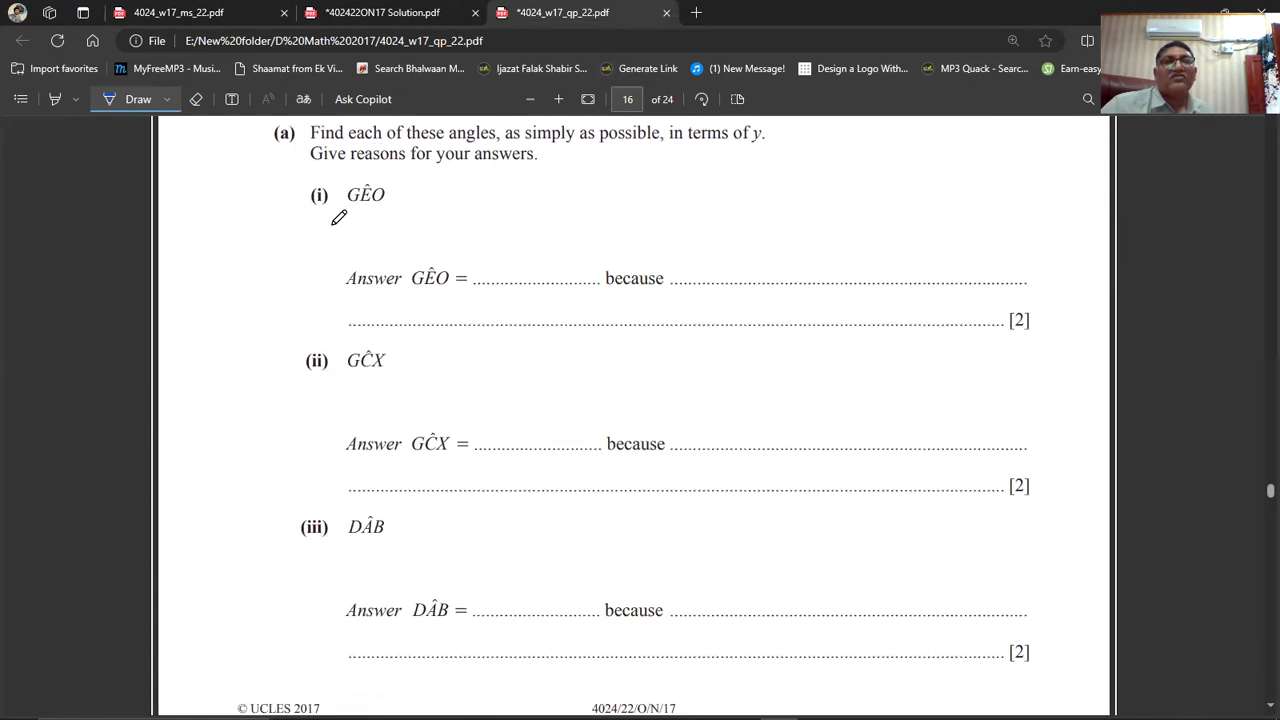 4024_w17_ms_22.pdf
*402422ON17 Solution.pdf
*4024_w17_qp_22.pdf
File
E:/New%20folder/D%20Math%202017/4024_w17_qp_22.pdf
Import favorites
MyFreeMP3 - Musi...
Shaamat from Ek Vi...
Search Bhalwaan M...
Ijazat Falak Shabir S...
Generate Link
(1) New Message!
Design a Logo With...
MP3 Quack - Searc...
Earn-easy
Draw
Ask Copilot
16 of 24
(a) Find each of these angles, as simply as possible, in terms of y.
Give reasons for your answers.
(i) GÊO
Answer GÊO = ............................ because ..............................................................................
................................................................................................................................................ [2]
(ii) GĈX
Answer GĈX = ............................ because ..............................................................................
................................................................................................................................................ [2]
(iii) DÂB
Answer DÂB = ............................ because ..............................................................................
................................................................................................................................................ [2]
© UCLES 2017
4024/22/O/N/17